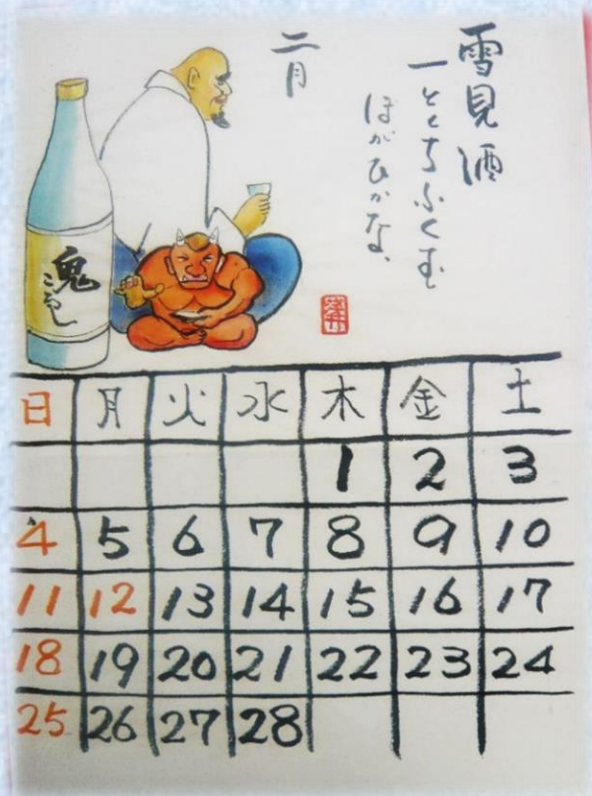 雪見酒
一とくちふくむ
ほがひかな、
二月
鬼
ころし
日 月 火 水 木 金 土
1 2 3
4 5 6 7 8 9 10
11 12 13 14 15 16 17
18 19 20 21 22 23 24
25 26 27 28